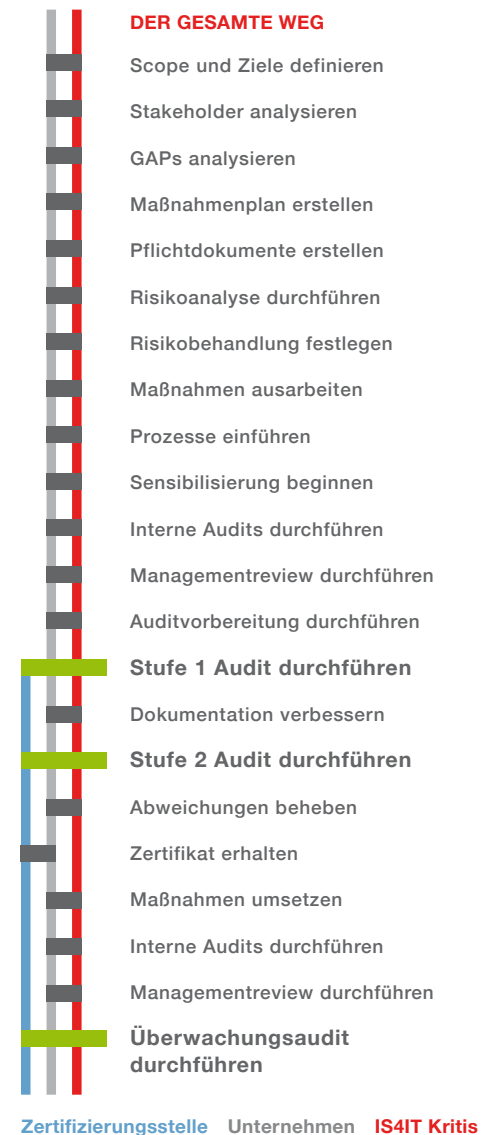 DER GESAMTE WEG
Scope und Ziele definieren
Stakeholder analysieren
GAPs analysieren
Maßnahmenplan erstellen
Pflichtdokumente erstellen
Risikoanalyse durchführen
Risikobehandlung festlegen
Maßnahmen ausarbeiten
Prozesse einführen
Sensibilisierung beginnen
Interne Audits durchführen
Managementreview durchführen
Auditvorbereitung durchführen
Stufe 1 Audit durchführen
Dokumentation verbessern
Stufe 2 Audit durchführen
Abweichungen beheben
Zertifikat erhalten
Maßnahmen umsetzen
Interne Audits durchführen
Managementreview durchführen
Überwachungsaudit
durchführen
Zertifizierungsstelle Unternehmen IS4IT Kritis